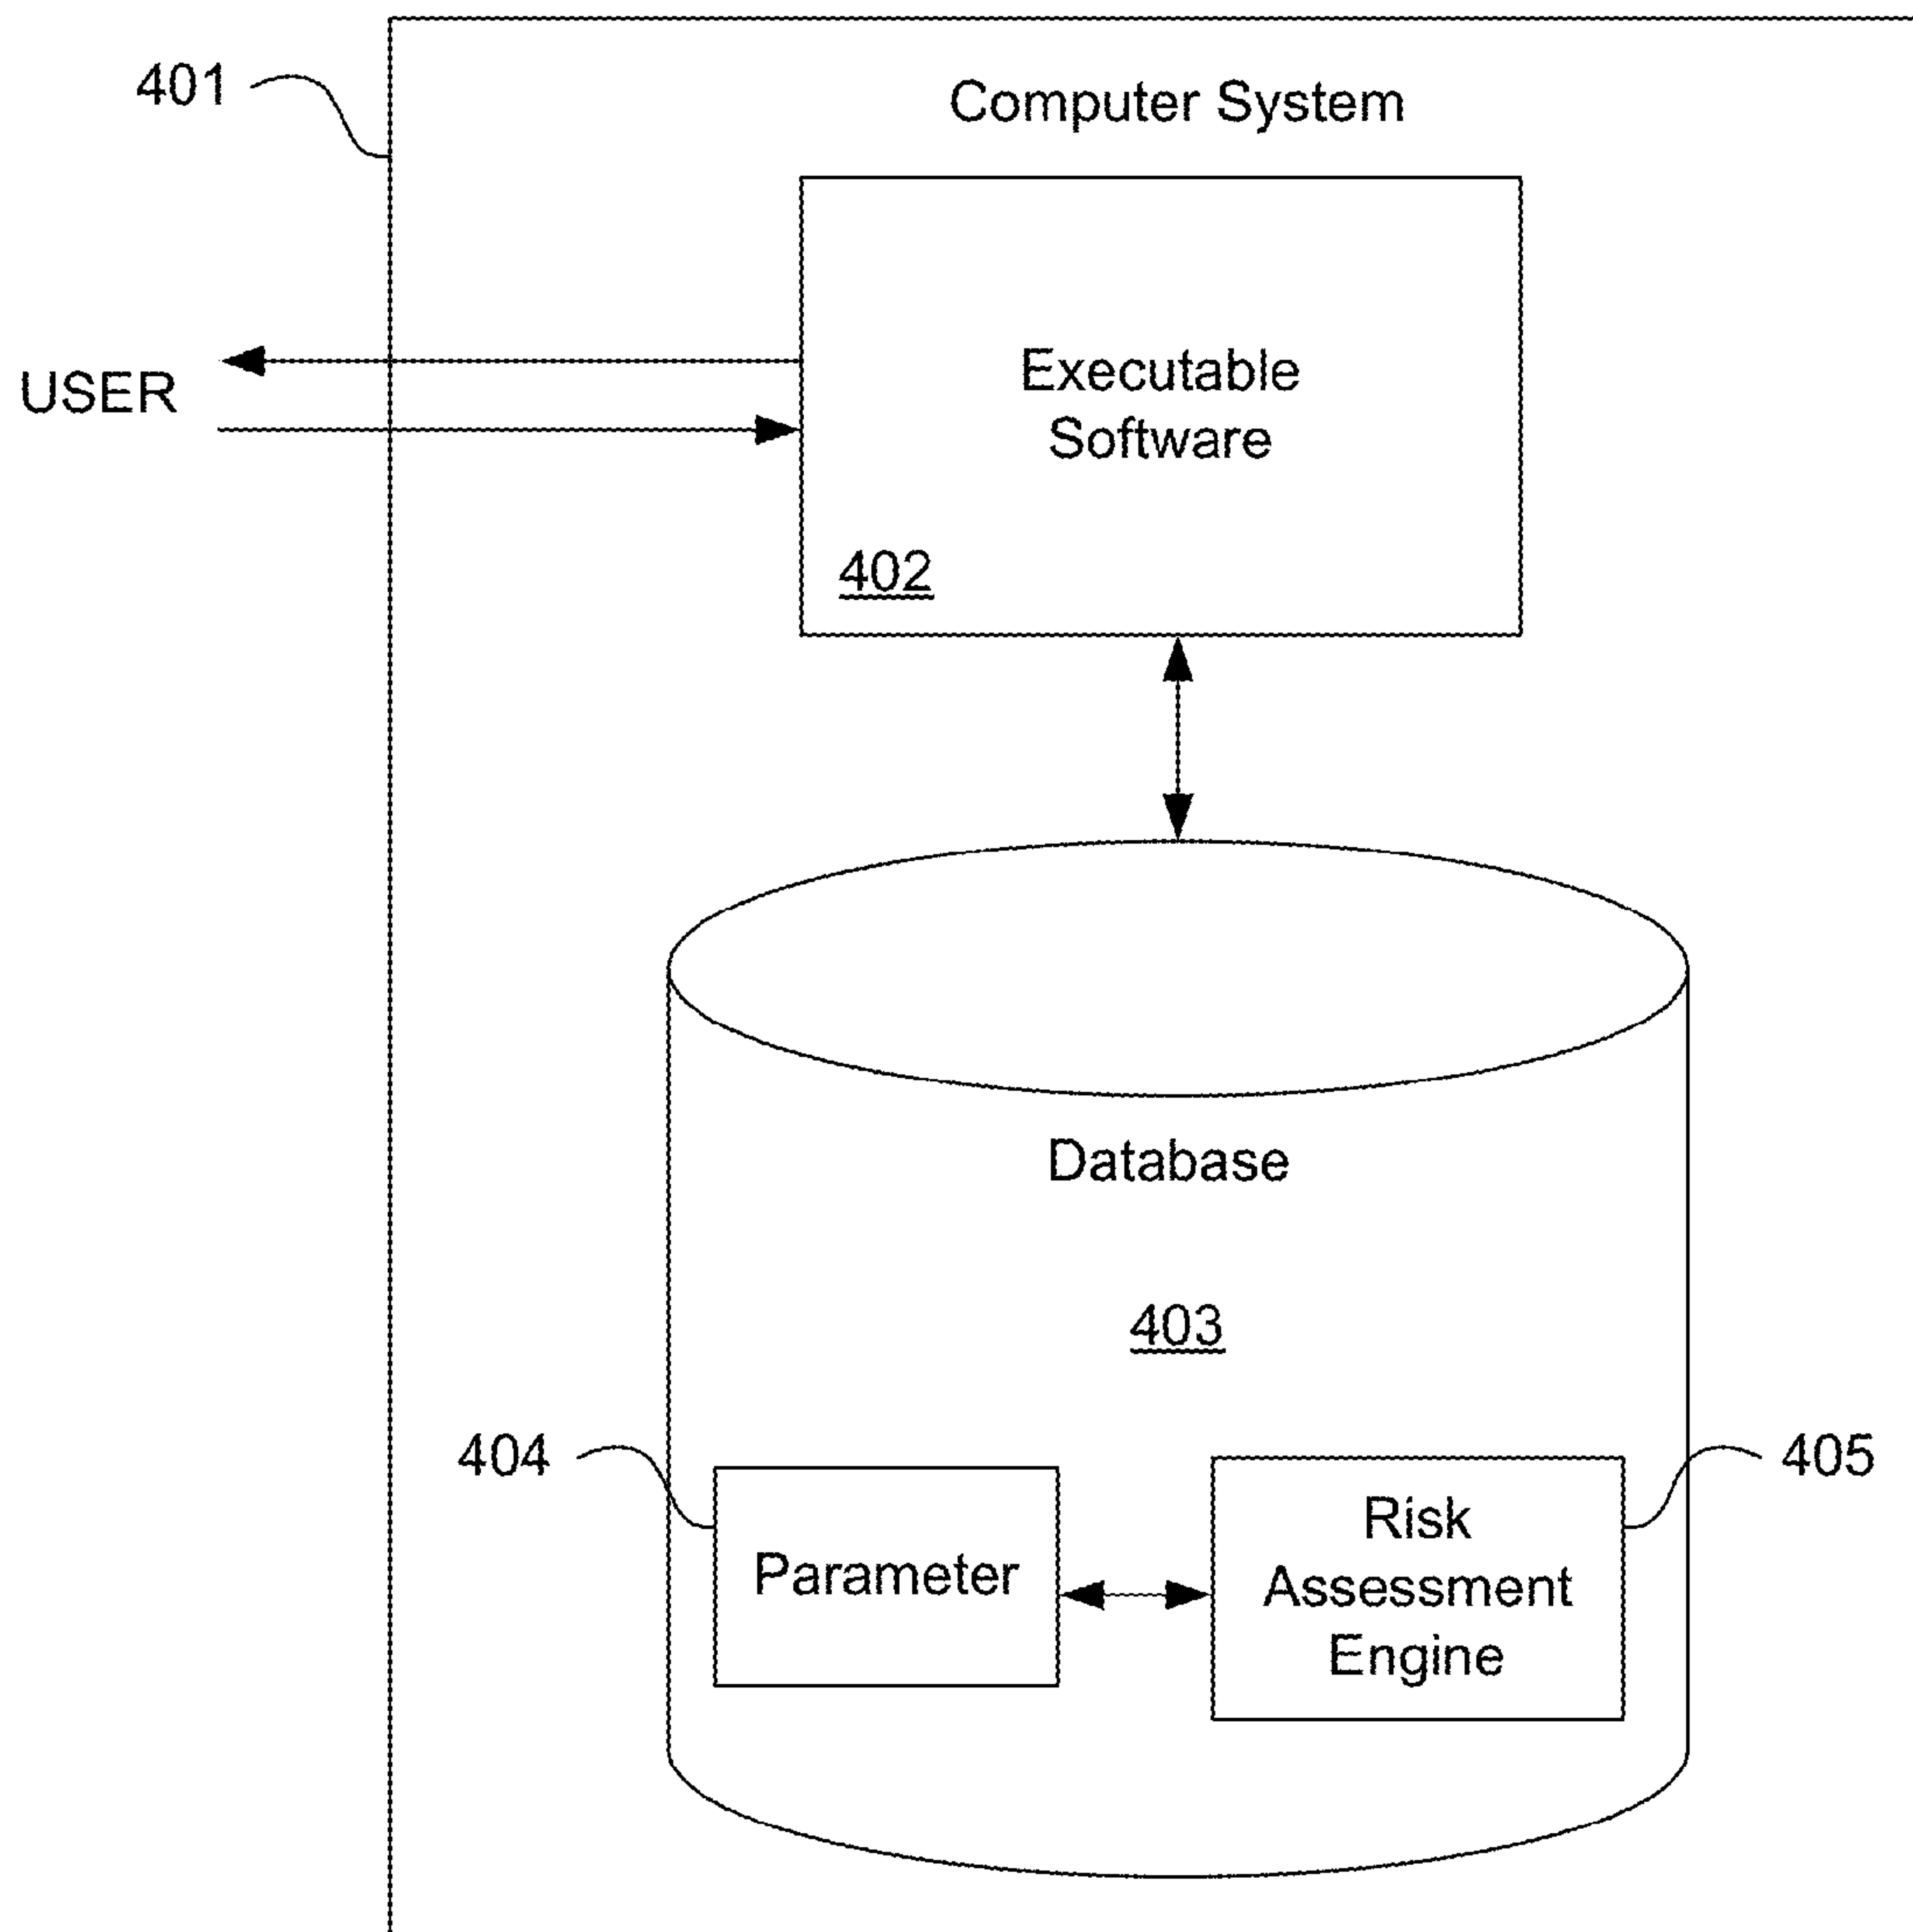 401
Computer System
USER
Executable
Software
402
Database
403
404
405
Parameter
Risk
Assessment
Engine